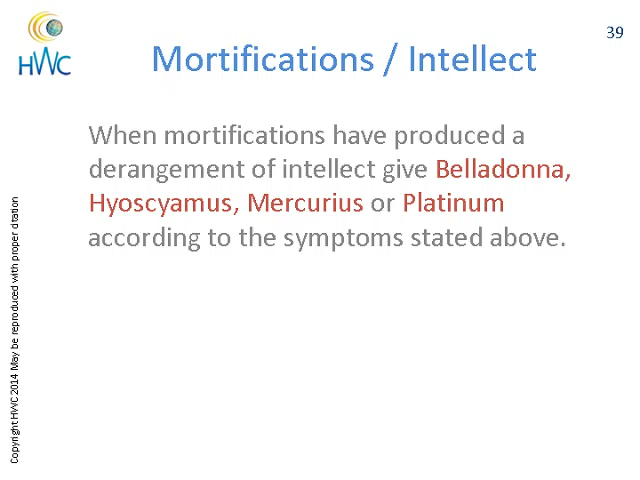 39
HWC
Mortifications / Intellect
When mortifications have produced a
derangement of intellect give Belladonna,
Hyoscyamus, Mercurius or Platinum
according to the symptoms stated above.
Copyright HWC 2014 May be reproduced with proper citation